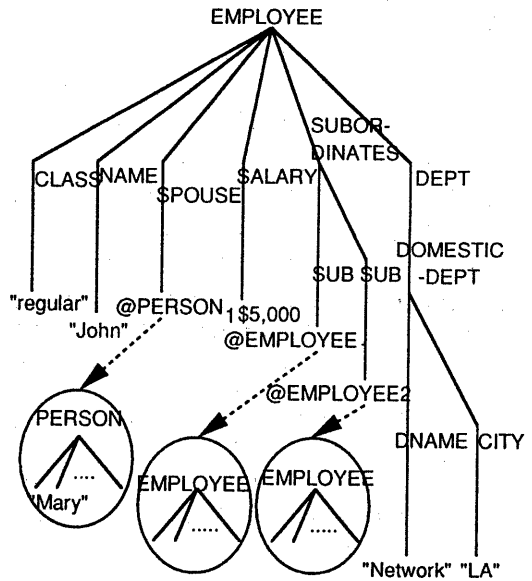 EMPLOYEE
SUBOR-
DINATES
CLASS NAME SPOUSE SALARY DEPT
DOMESTIC
-DEPT
SUB SUB
"regular" "John" @PERSON 1$5,000
@EMPLOYEE
@EMPLOYEE2
PERSON
"Mary"
EMPLOYEE EMPLOYEE
DNAME CITY
"Network" "LA"